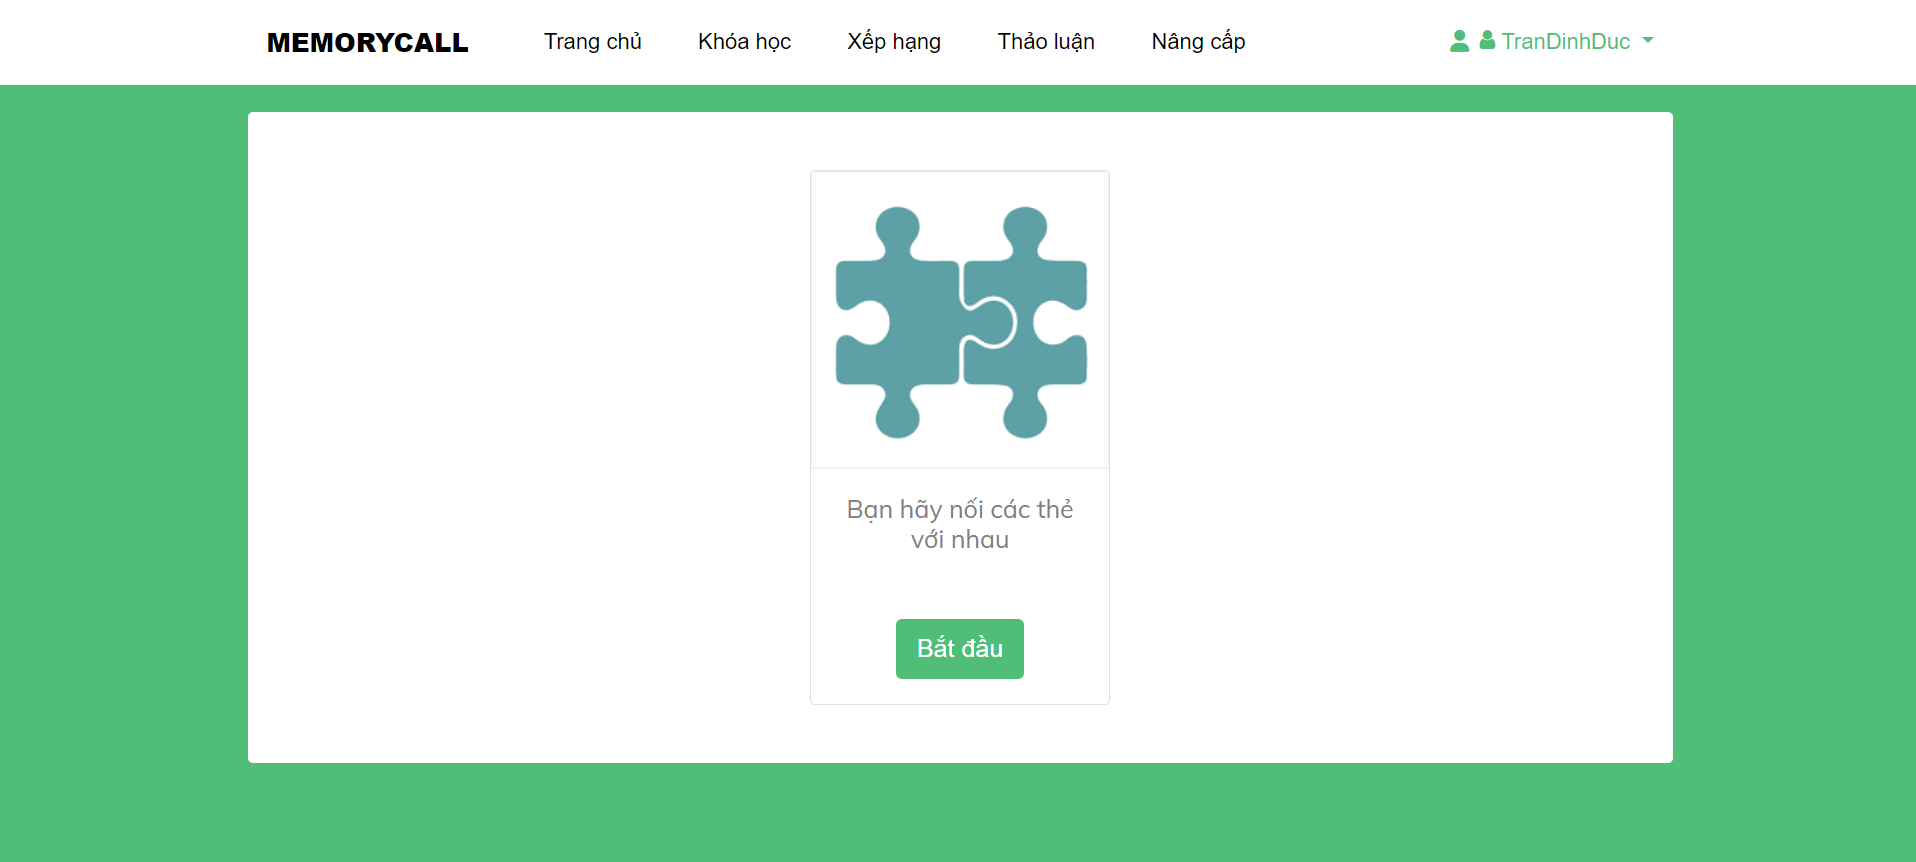 MEMORYCALL Trang chủ Khóa học Xếp hạng Thảo luận Nâng cấp TranDinhDuc
Bạn hãy nối các thẻ
với nhau
Bắt đầu